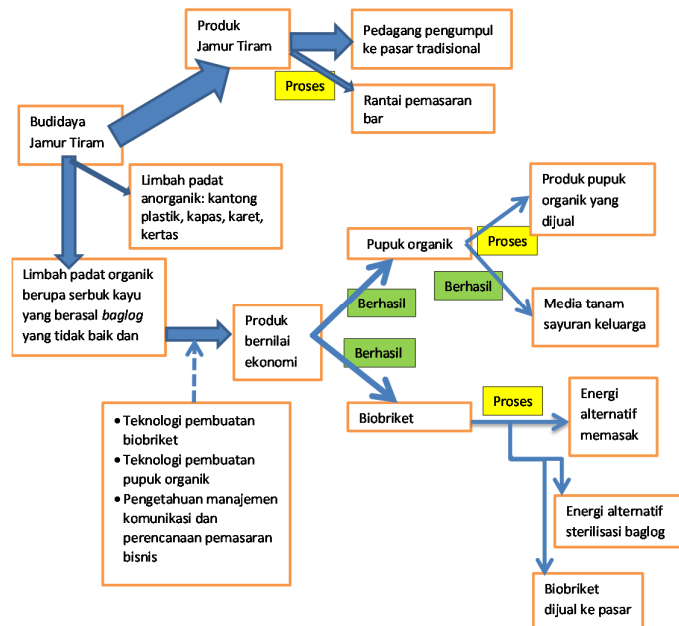 Produk
Jamur Tiram
Pedagang pengumpul
ke pasar tradisional
Proses
Rantai pemasaran
bar
Budidaya
Jamur Tiram
Limbah padat
anorganik: kantong
plastik, kapas, karet,
kertas
Produk pupuk
organik yang
dijual
Pupuk organik
Proses
Berhasil
Media tanam
sayuran keluarga
Limbah padat organik
berupa serbuk kayu
yang berasal baglog
yang tidak baik dan
Produk
bernilai
ekonomi
Berhasil
Berhasil
Biobriket
Proses
Energi
alternatif
memasak
• Teknologi pembuatan
biobriket
• Teknologi pembuatan
pupuk organik
• Pengetahuan manajemen
komunikasi dan
perencanaan pemasaran
bisnis
Energi alternatif
sterilisasi baglog
Biobriket
dijual ke pasar